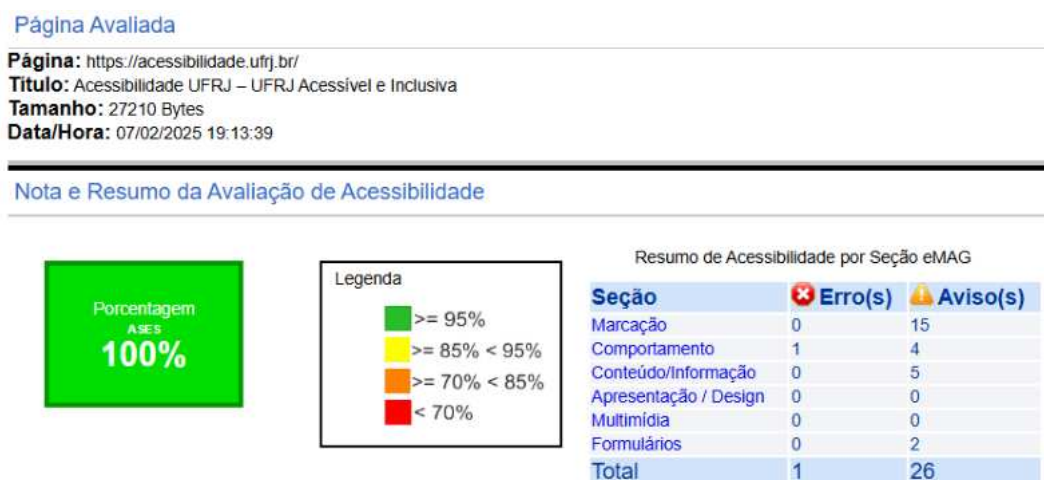 Página Avaliada
Página: https://acessibilidade.ufrj.br/
Título: Acessibilidade UFRJ – UFRJ Acessível e Inclusiva
Tamanho: 27210 Bytes
Data/Hora: 07/02/2025 19:13:39
Nota e Resumo da Avaliação de Acessibilidade
Porcentagem
ASES
100%
Legenda
>= 95%
>= 85% < 95%
>= 70% < 85%
< 70%
Resumo de Acessibilidade por Seção eMAG
Seção Erro(s) Aviso(s)
Marcação 0 15
Comportamento 1 4
Conteúdo/Informação 0 5
Apresentação / Design 0 0
Multimídia 0 0
Formulários 0 2
Total 1 26